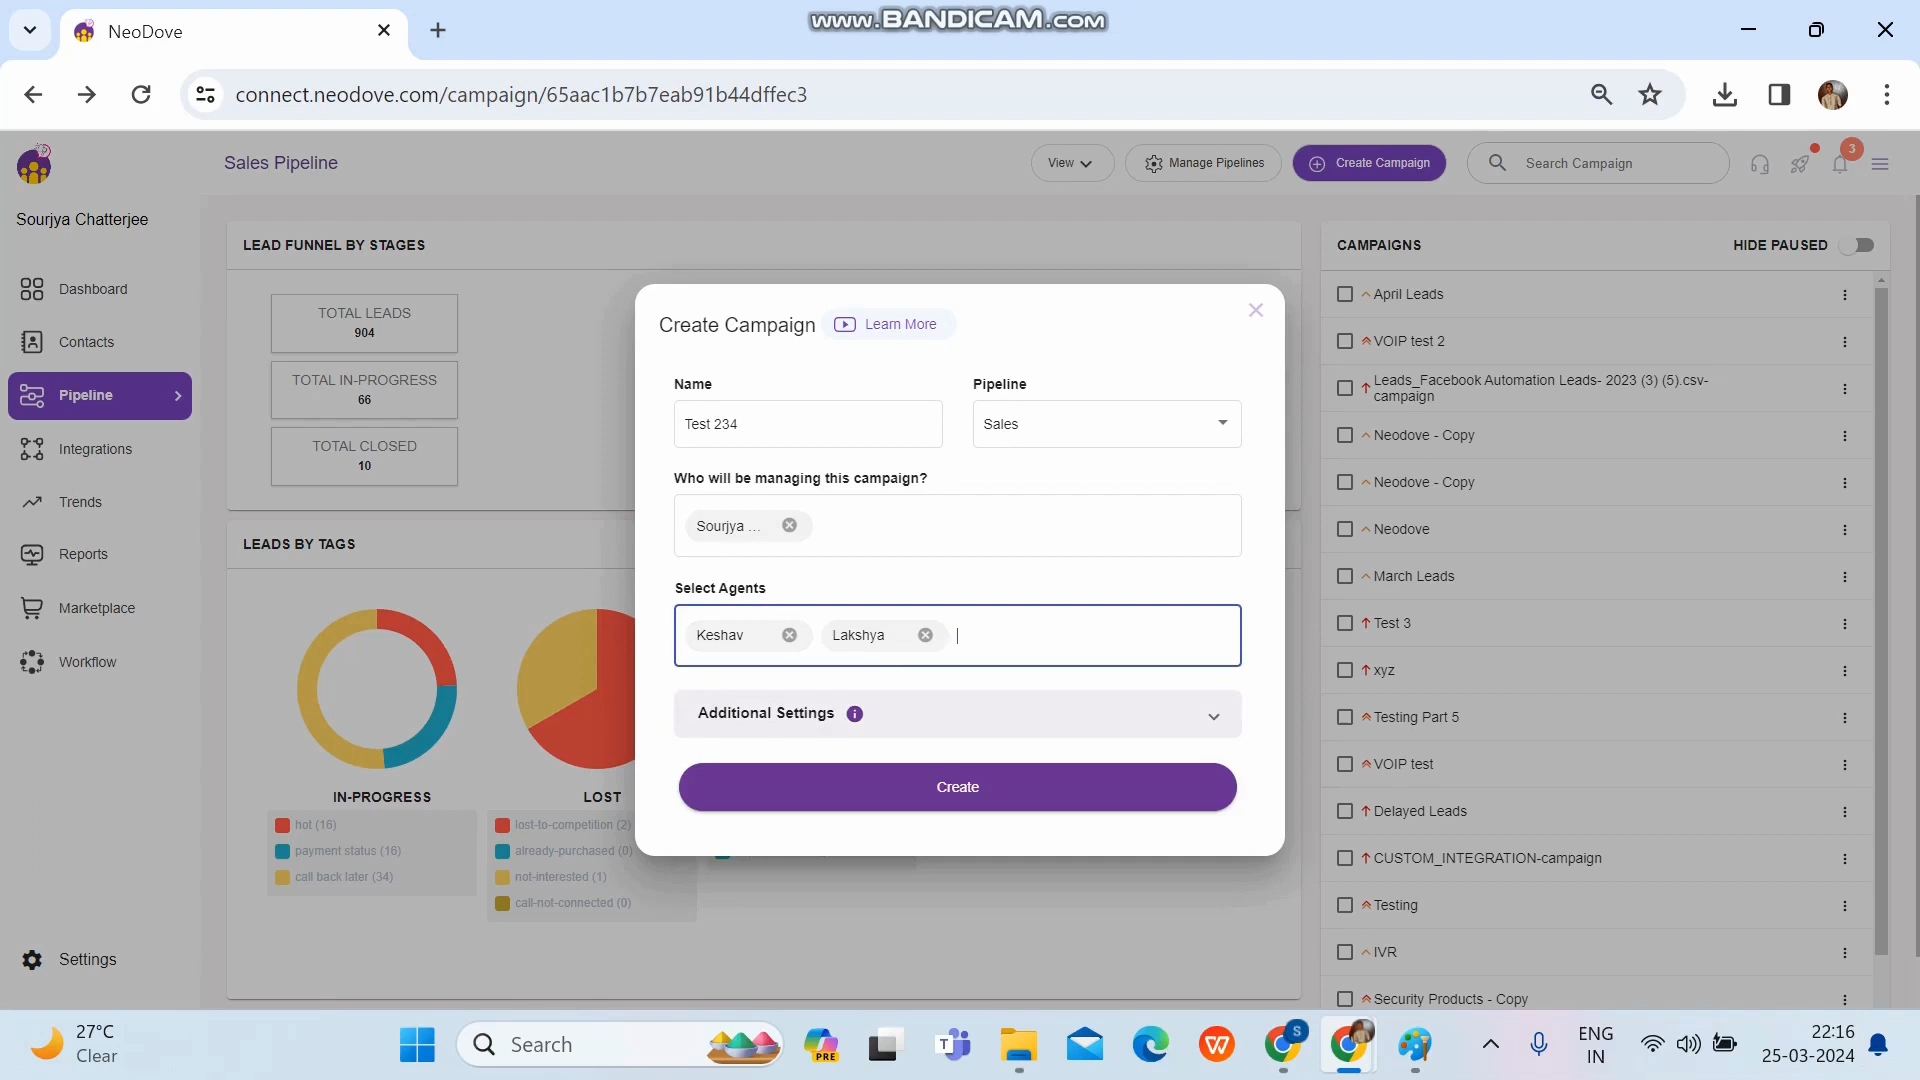 NeoDove
www.BANDICAM.com
connect.neodove.com/campaign/65aac1b7b7eab91b44dffec3
Sourjya Chatterjee
Dashboard
Contacts
Pipeline
Integrations
Trends
Reports
Marketplace
Workflow
Settings
Sales Pipeline
View
Manage Pipelines
Create Campaign
Search Campaign
3
LEAD FUNNEL BY STAGES
TOTAL LEADS
904
TOTAL IN-PROGRESS
66
TOTAL CLOSED
10
LEADS BY TAGS
IN-PROGRESS
hot (16)
payment status (16)
call back later (34)
LOST
lost-to-competition (2)
already-purchased (0)
not-interested (1)
call-not-connected (0)
Create Campaign
Learn More
Name
Pipeline
Test 234
Sales
Who will be managing this campaign?
Sourjya ...
Select Agents
Keshav
Lakshya
Additional Settings
Create
CAMPAIGNS
HIDE PAUSED
April Leads
VOIP test 2
Leads_Facebook Automation Leads- 2023 (3) (5).csv-
campaign
Neodove - Copy
Neodove - Copy
Neodove
March Leads
Test 3
xyz
Testing Part 5
VOIP test
Delayed Leads
CUSTOM_INTEGRATION-campaign
Testing
IVR
Security Products - Copy
27°C
Clear
Search
PRE
T
W
S
ENG
IN
22:16
25-03-2024